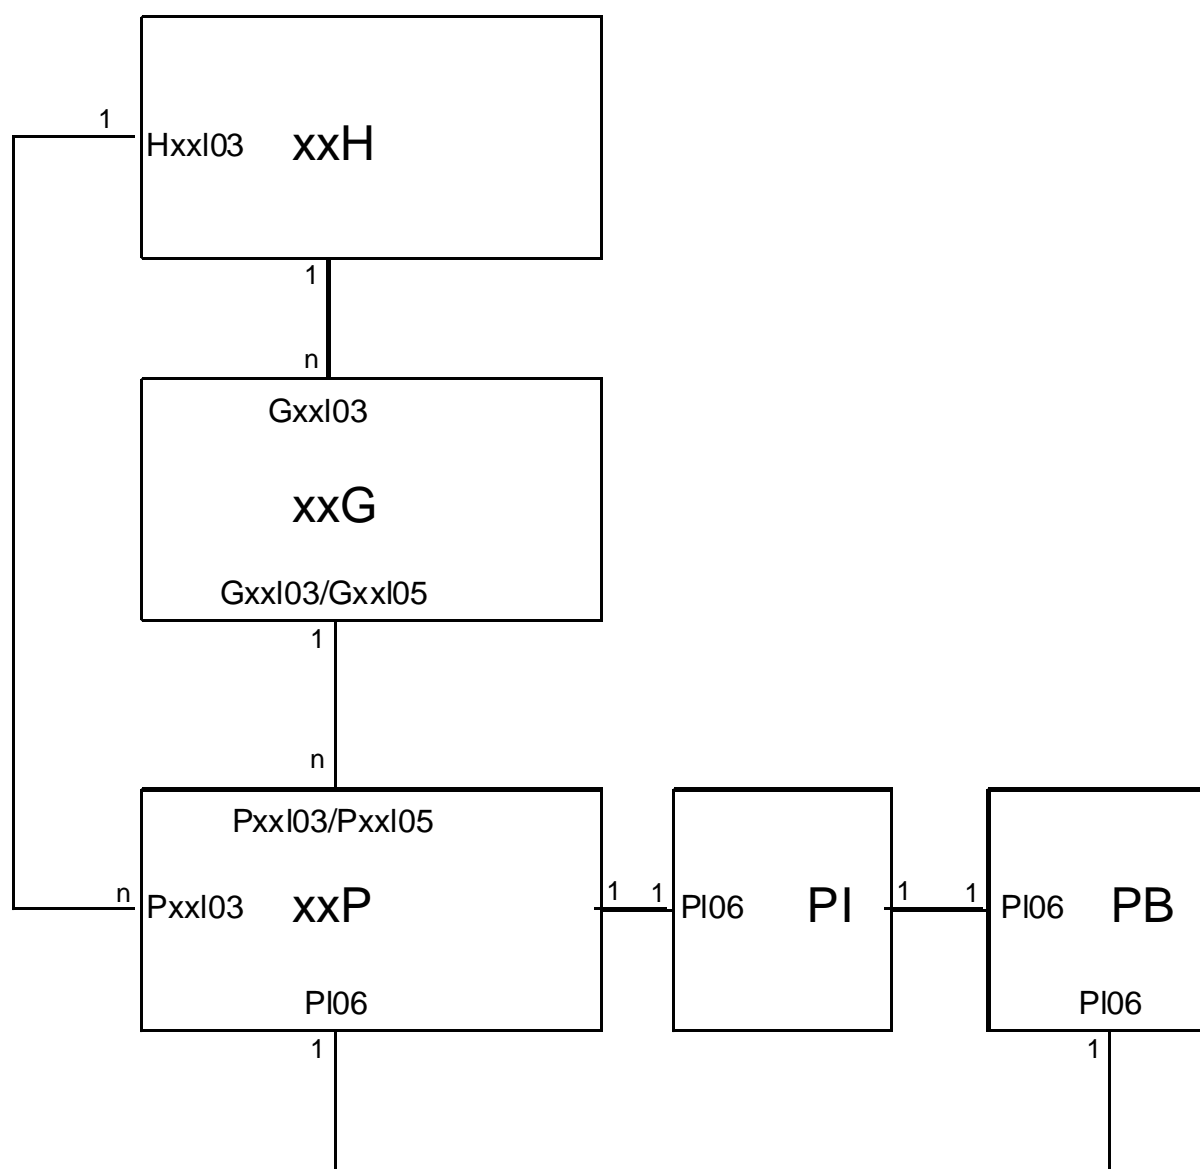 1
Hxxl03 xxH
1
n
Gxxl03
xxG
Gxxl03/Gxxl05
1
n
Pxxl03/Pxxl05
n Pxxl03 xxP 1 1 Pl06 PI 1 1 Pl06 PB
Pl06 Pl06
1 1